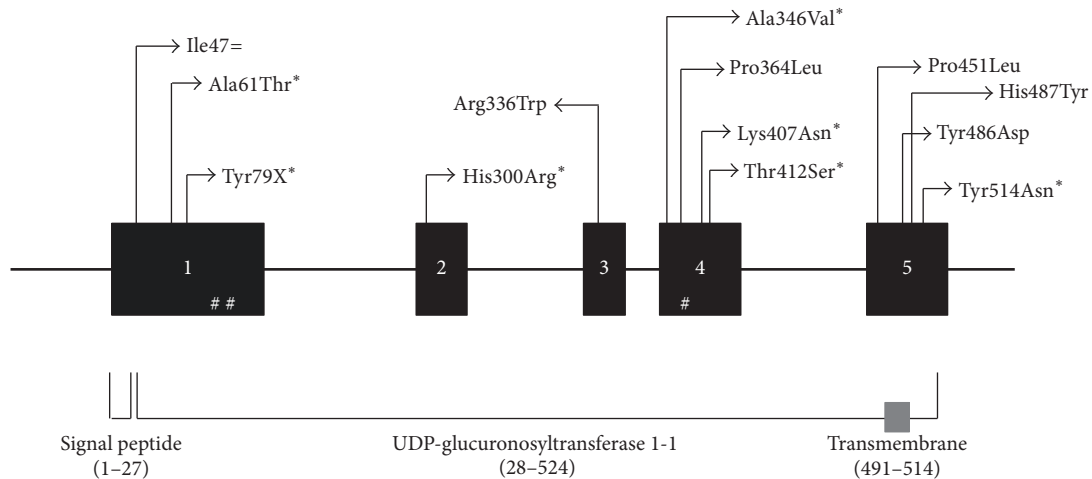 Ile47=
Ala61Thr*
Tyr79X*
His300Arg*
Arg336Trp
Ala346Val*
Pro364Leu
Lys407Asn*
Thr412Ser*
Pro451Leu
His487Tyr
Tyr486Asp
Tyr514Asn*
1
# #
2
3
4
#
5
Signal peptide
(1–27)
UDP-glucuronosyltransferase 1-1
(28–524)
Transmembrane
(491–514)